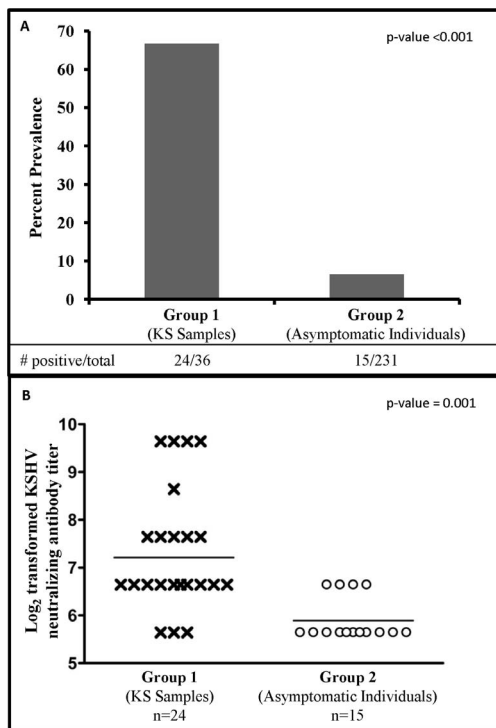 A
p-value <0.001
70
60
50
40
30
20
10
0
Percent Prevalence
Group 1 Group 2
(KS Samples) (Asymptomatic Individuals)
# positive/total 24/36 15/231
B
p-value = 0.001
10
9
8
7
6
5
Log2 transformed KSHV
neutralizing antibody titer
Group 1 Group 2
(KS Samples) (Asymptomatic Individuals)
n=24 n=15